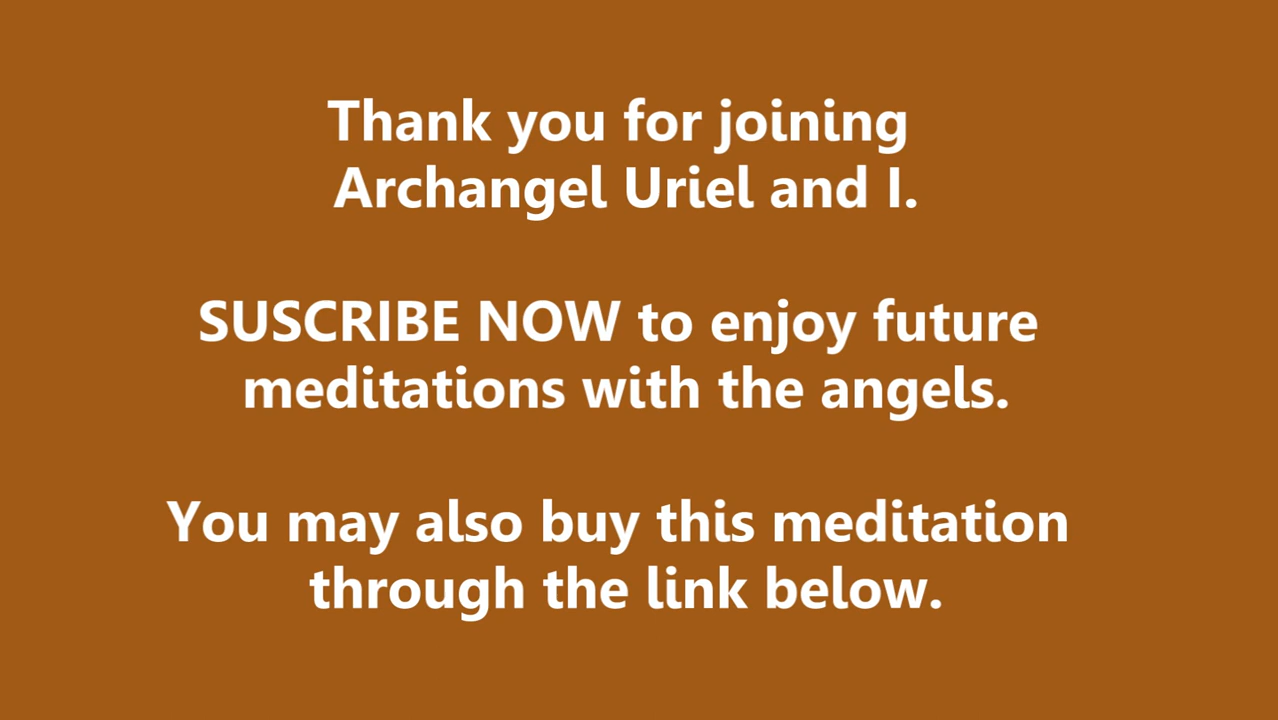 Thank you for joining
Archangel Uriel and I.
SUSCRIBE NOW to enjoy future
meditations with the angels.
You may also buy this meditation
through the link below.